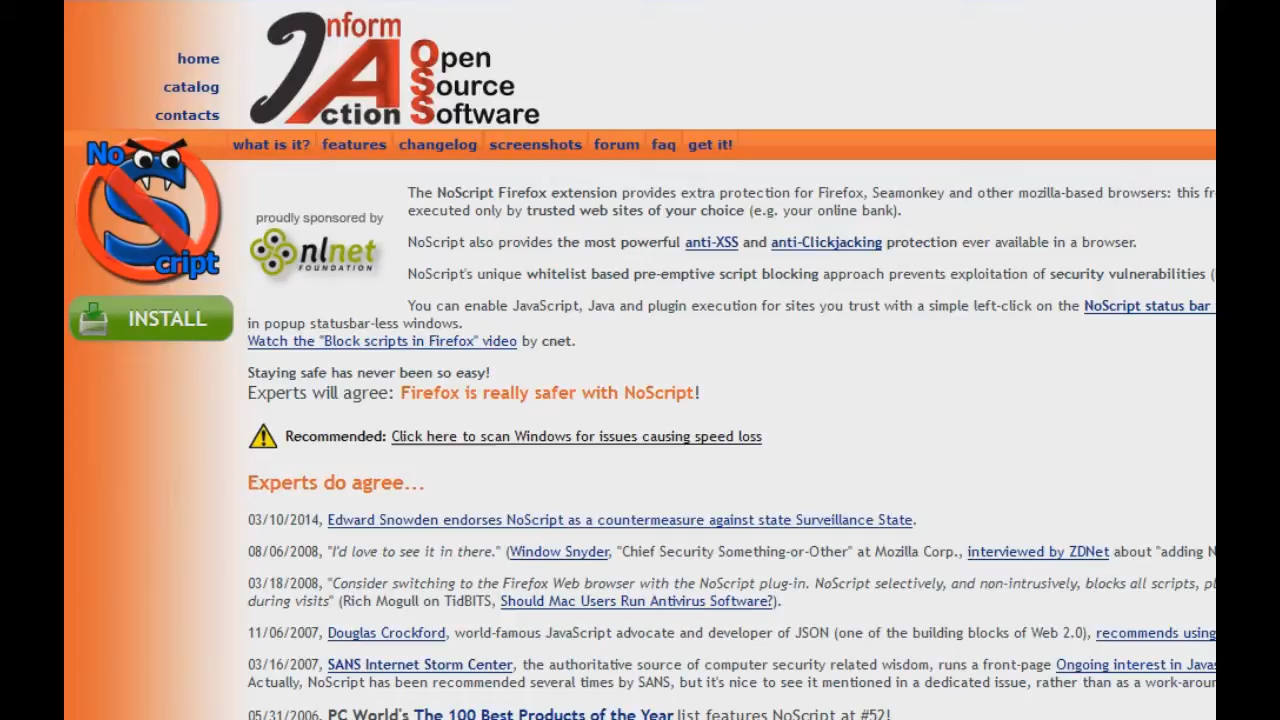 home
catalog
contacts
Inform
Action
Open
Source
Software
what is it? features changelog screenshots forum faq get it!
No
Script
INSTALL
proudly sponsored by
nlnet
FOUNDATION
The NoScript Firefox extension provides extra protection for Firefox, Seamonkey and other mozilla-based browsers: this
executed only by trusted web sites of your choice (e.g. your online bank).
NoScript also provides the most powerful anti-XSS and anti-Clickjacking protection ever available in a browser.
NoScript's unique whitelist based pre-emptive script blocking approach prevents exploitation of security vulnerabilities (
You can enable JavaScript, Java and plugin execution for sites you trust with a simple left-click on the NoScript status bar
in popup statusbar-less windows.
Watch the "Block scripts in Firefox" video by cnet.
Staying safe has never been so easy!
Experts will agree: Firefox is really safer with NoScript!
Recommended: Click here to scan Windows for issues causing speed loss
Experts do agree...
03/10/2014, Edward Snowden endorses NoScript as a countermeasure against state Surveillance State.
08/06/2008, "I'd love to see it in there." (Window Snyder, "Chief Security Something-or-Other" at Mozilla Corp., interviewed by ZDNet about "adding
03/18/2008, "Consider switching to the Firefox Web browser with the NoScript plug-in. NoScript selectively, and non-intrusively, blocks all scripts,
during visits" (Rich Mogull on TidBITS, Should Mac Users Run Antivirus Software?).
11/06/2007, Douglas Crockford, world-famous JavaScript advocate and developer of JSON (one of the building blocks of Web 2.0), recommends using
03/16/2007, SANS Internet Storm Center, the authoritative source of computer security related wisdom, runs a front-page Ongoing interest in
Actually, NoScript has been recommended several times by SANS, but it's nice to see it mentioned in a dedicated issue, rather than as a
05/31/2006, PC World's The 100 Best Products of the Year list features NoScript at #52!